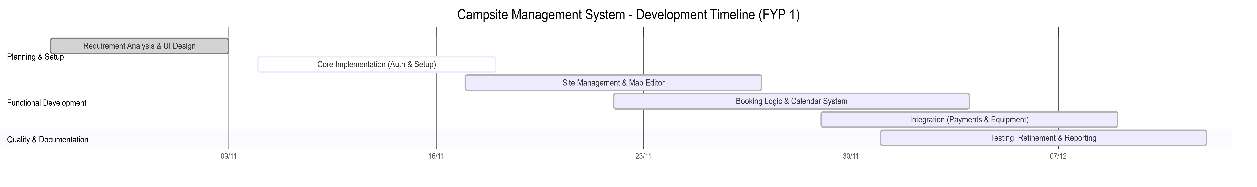 Campsite Management System - Development Timeline (FYP 1)
Requirement Analysis & UI Design
Planning & Setup
Core Implementation (Auth & Setup)
Site Management & Map Editor
Functional Development
Booking Logic & Calendar System
Integration (Payments & Equipment)
Quality & Documentation
Testing, Refinement & Reporting
09/11
16/11
23/11
30/11
07/12